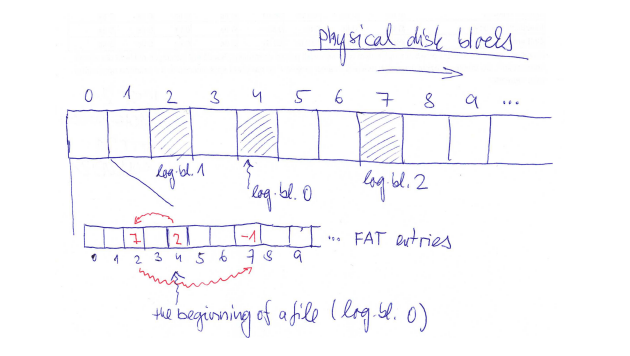 physical disk blocks
0 1 2 3 4 5 6 7 8 9 ...
log.bl. 1 log.bl. 0 log.bl. 2
7 2 -1 ... FAT entries
0 1 2 3 4 5 6 7 8 9
the beginning of a file (log.bl. 0)